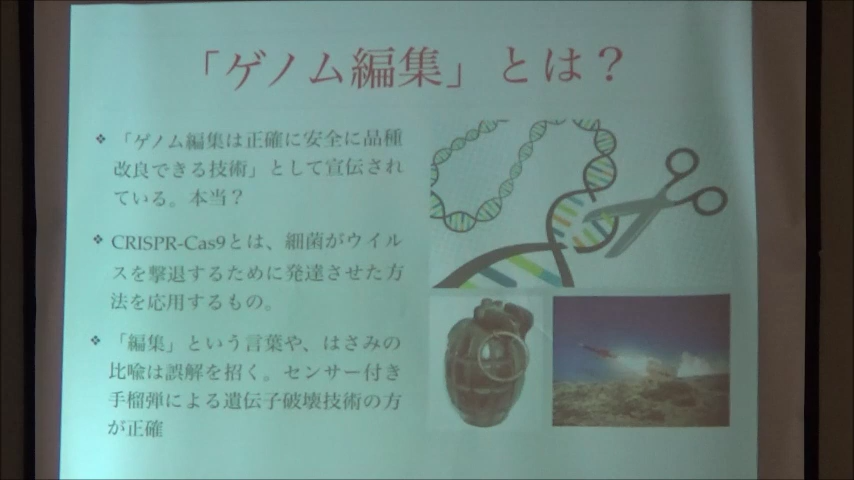 「ゲノム編集」とは？
❖ 「ゲノム編集は正確に安全に品種
改良できる技術」として宣伝され
ている。本当？
❖ CRISPR-Cas9とは、細菌がウイル
スを撃退するために発達させた方
法を応用するもの。
❖ 「編集」という言葉や、はさみの
比喩は誤解を招く。センサー付き
手榴弾による遺伝子破壊技術の方
が正確